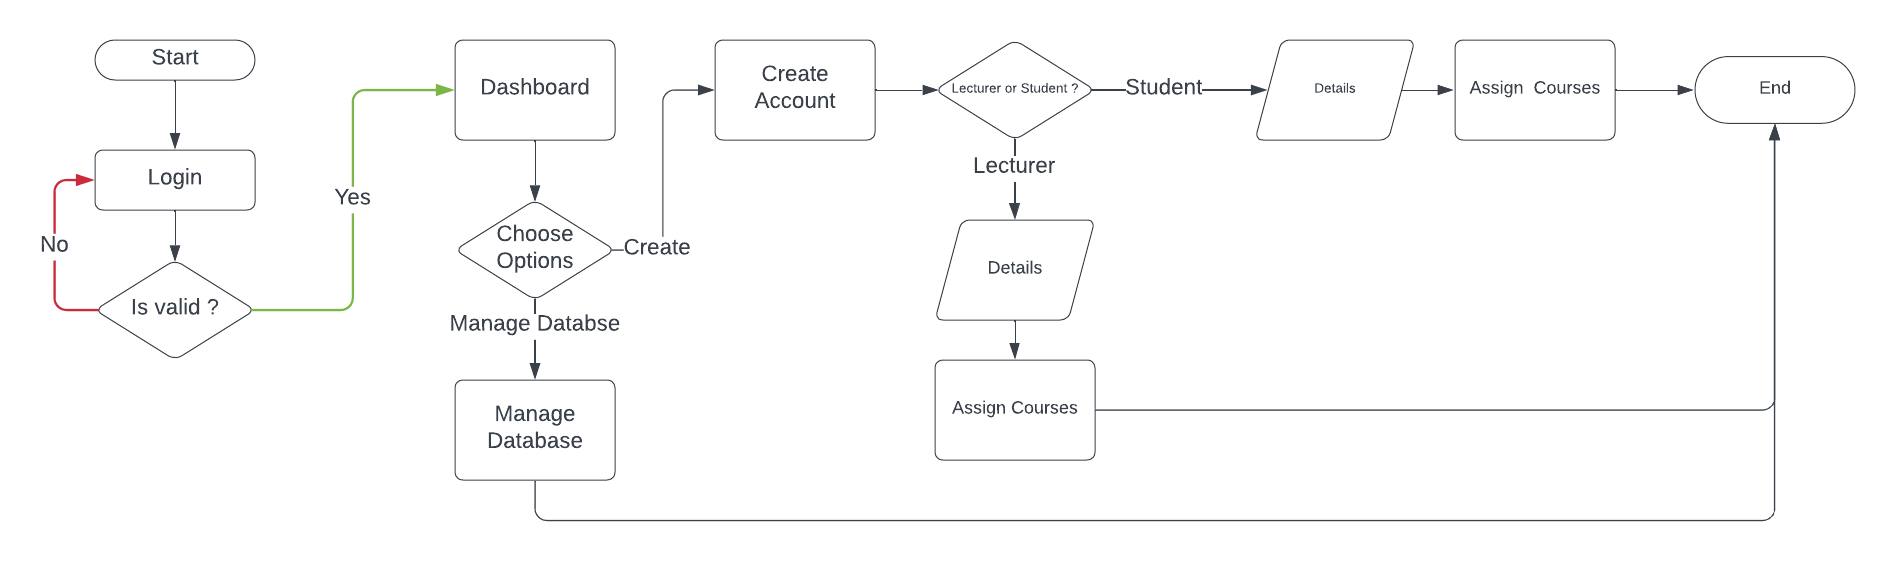 Start
Login
No
Is valid ?
Yes
Dashboard
Choose
Options
Create
Manage Databse
Manage
Database
Create
Account
Lecturer or Student ?
Student
Details
Assign  Courses
End
Lecturer
Details
Assign Courses